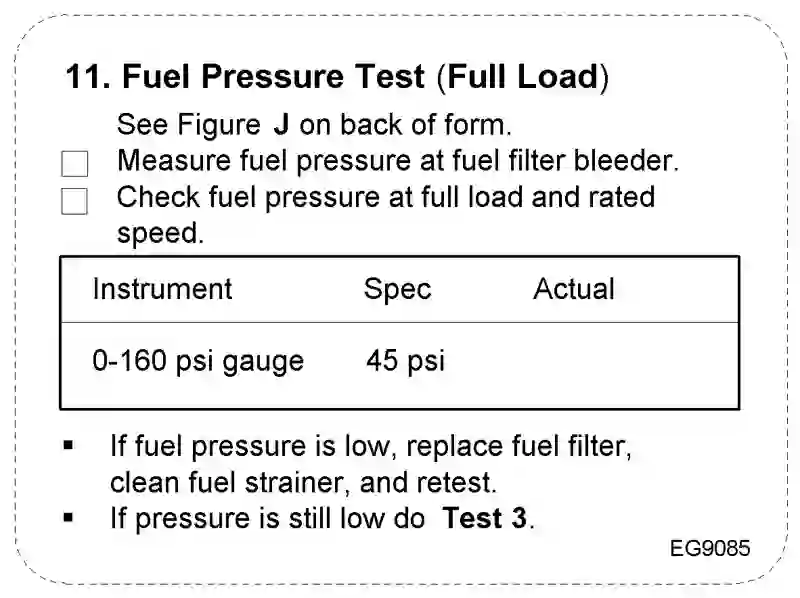 11. Fuel Pressure Test (Full Load)
See Figure J on back of form.
Measure fuel pressure at fuel filter bleeder.
Check fuel pressure at full load and rated
speed.
Instrument Spec Actual
0-160 psi gauge 45 psi
▪ If fuel pressure is low, replace fuel filter,
clean fuel strainer, and retest.
▪ If pressure is still low do Test 3.
EG9085